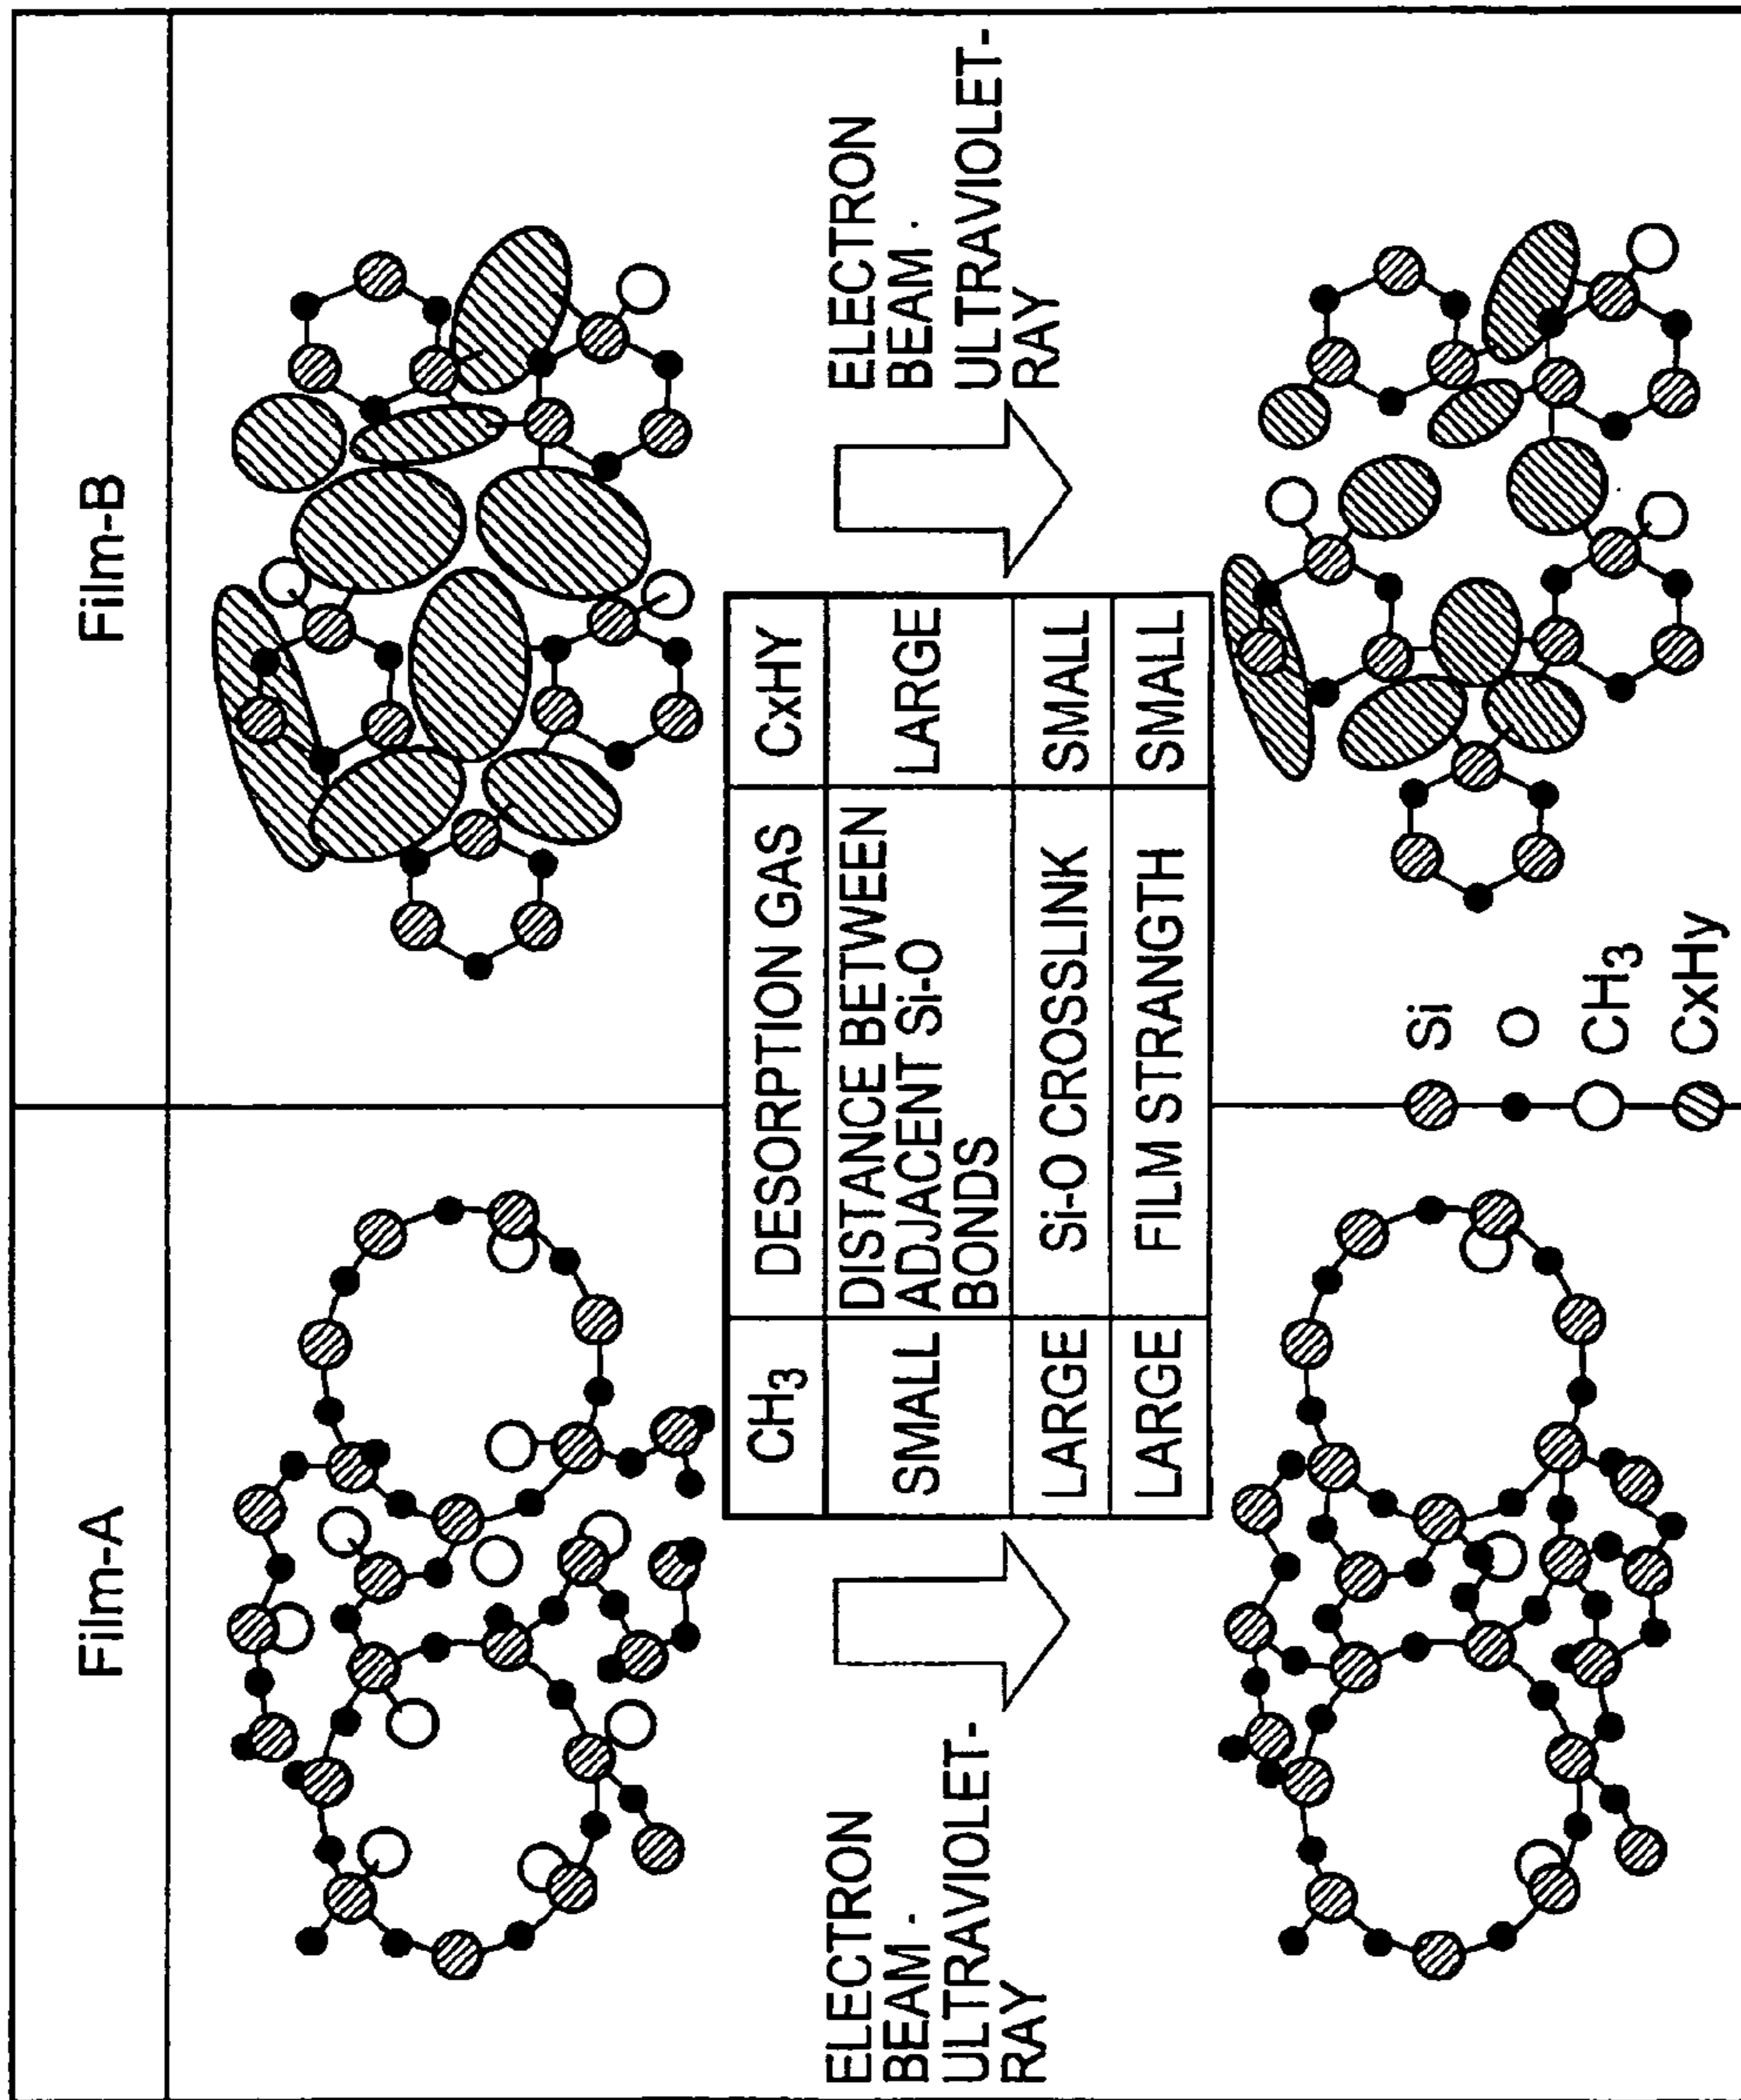 Film-A
Film-B
ELECTRON
BEAM ·
ULTRAVIOLET-
RAY
CH3 DESORPTION GAS CxHY
SMALL DISTANCE BETWEEN LARGE
ADJACENT Si-O
BONDS
LARGE Si-O CROSSLINK SMALL
LARGE FILM STRANGTH SMALL
ELECTRON
BEAM ·
ULTRAVIOLET-
RAY
Si
O
CH3
CxHy